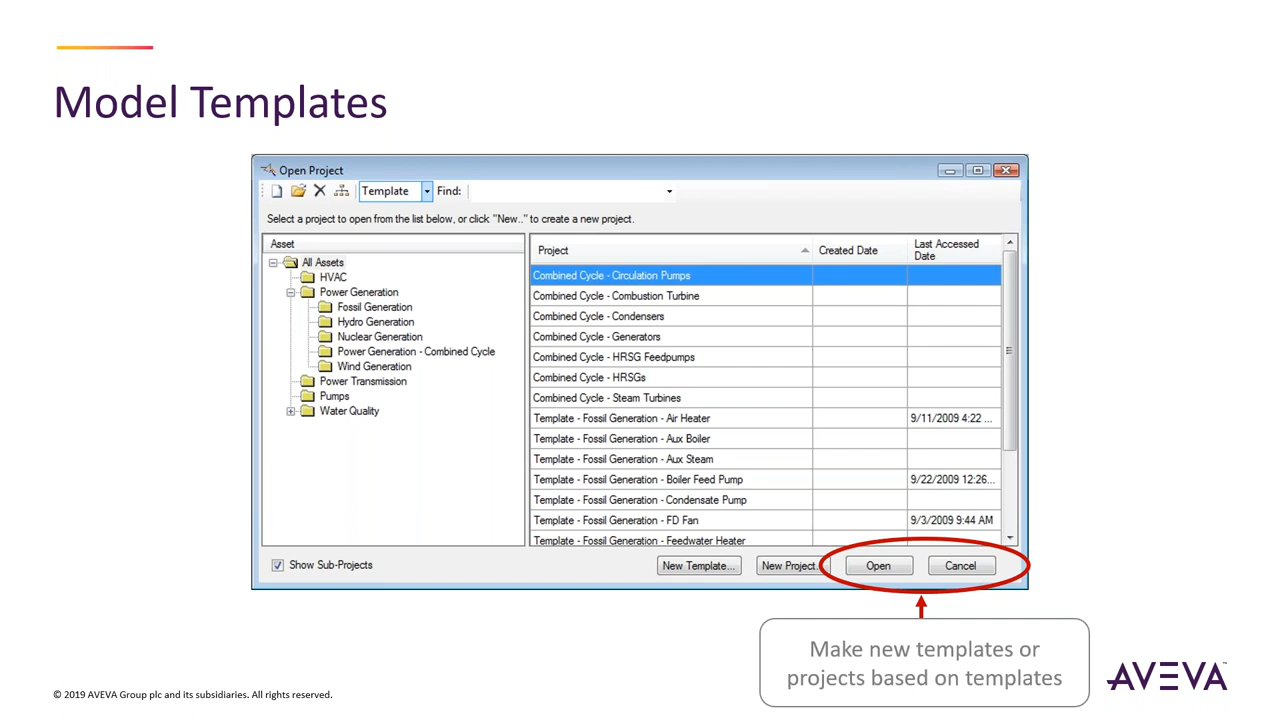 Model Templates
Open Project
Template Find:
Select a project to open from the list below, or click "New.." to create a new project.
Asset
All Assets
HVAC
Power Generation
Fossil Generation
Hydro Generation
Nuclear Generation
Power Generation - Combined Cycle
Wind Generation
Power Transmission
Pumps
Water Quality
Project Created Date Last Accessed
Date
Combined Cycle - Circulation Pumps
Combined Cycle - Combustion Turbine
Combined Cycle - Condensers
Combined Cycle - Generators
Combined Cycle - HRSG Feedpumps
Combined Cycle - HRSGs
Combined Cycle - Steam Turbines
Template - Fossil Generation - Air Heater 9/11/2009 4:22 ...
Template - Fossil Generation - Aux Boiler
Template - Fossil Generation - Aux Steam
Template - Fossil Generation - Boiler Feed Pump 9/22/2009 12:26...
Template - Fossil Generation - Condensate Pump
Template - Fossil Generation - FD Fan 9/3/2009 9:44 AM
Template - Fossil Generation - Feedwater Heater
Show Sub-Projects New Template... New Project. Open Cancel
Make new templates or
projects based on templates
© 2019 AVEVA Group plc and its subsidiaries. All rights reserved.
AVEVA